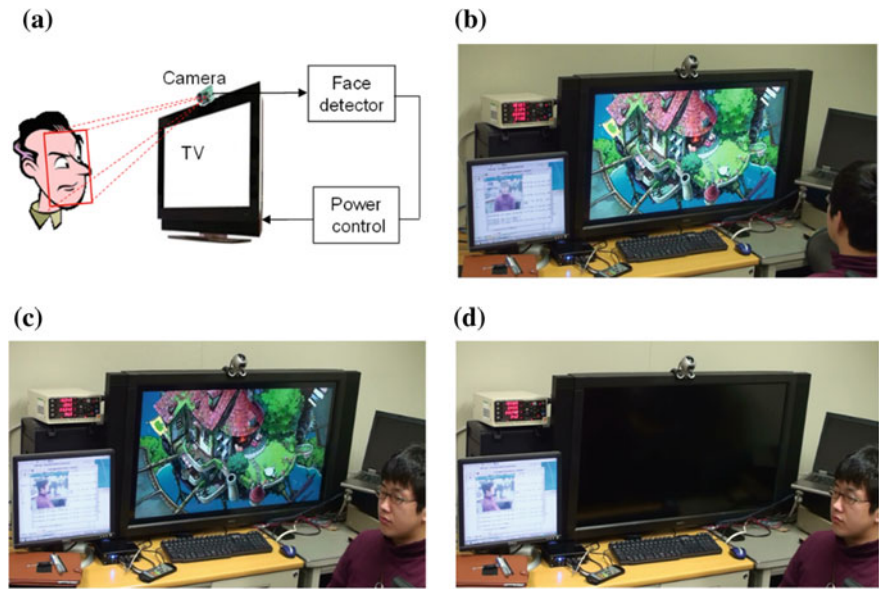 (a)
Camera
Face
detector
TV
Power
control
(b)
(c)
(d)